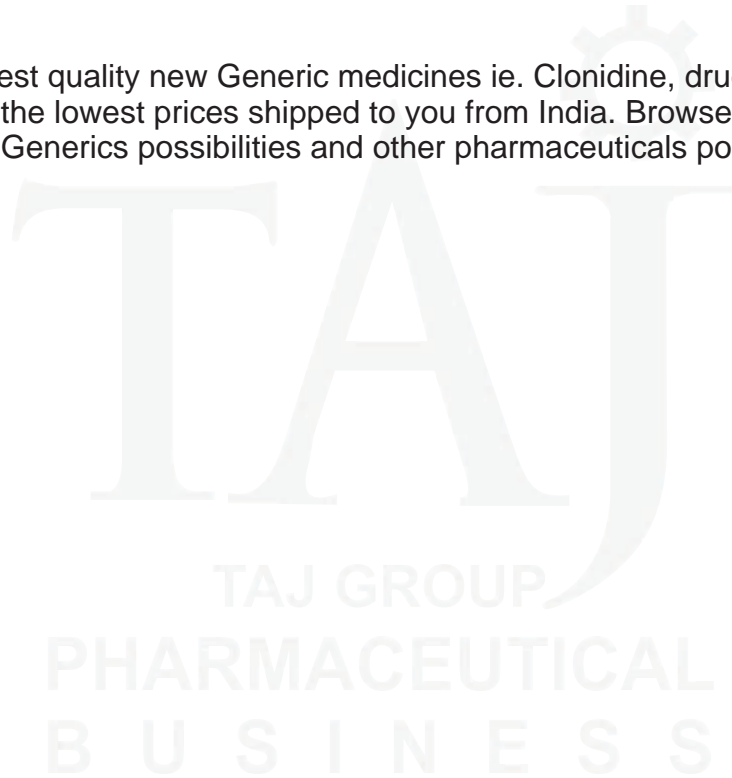 est quality new Generic medicines ie. Clonidine, dru
the lowest prices shipped to you from India. Browse
Generics possibilities and other pharmaceuticals po
TAJ
TAJ GROUP
PHARMACEUTICAL
BUSINESS